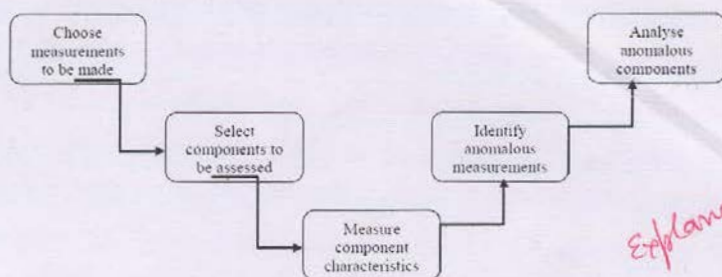 Choose
measurements
to be made
Select
components to
be assessed
Measure
component
characteristics
Identify
anomalous
measurements
Analyse
anomalous
components